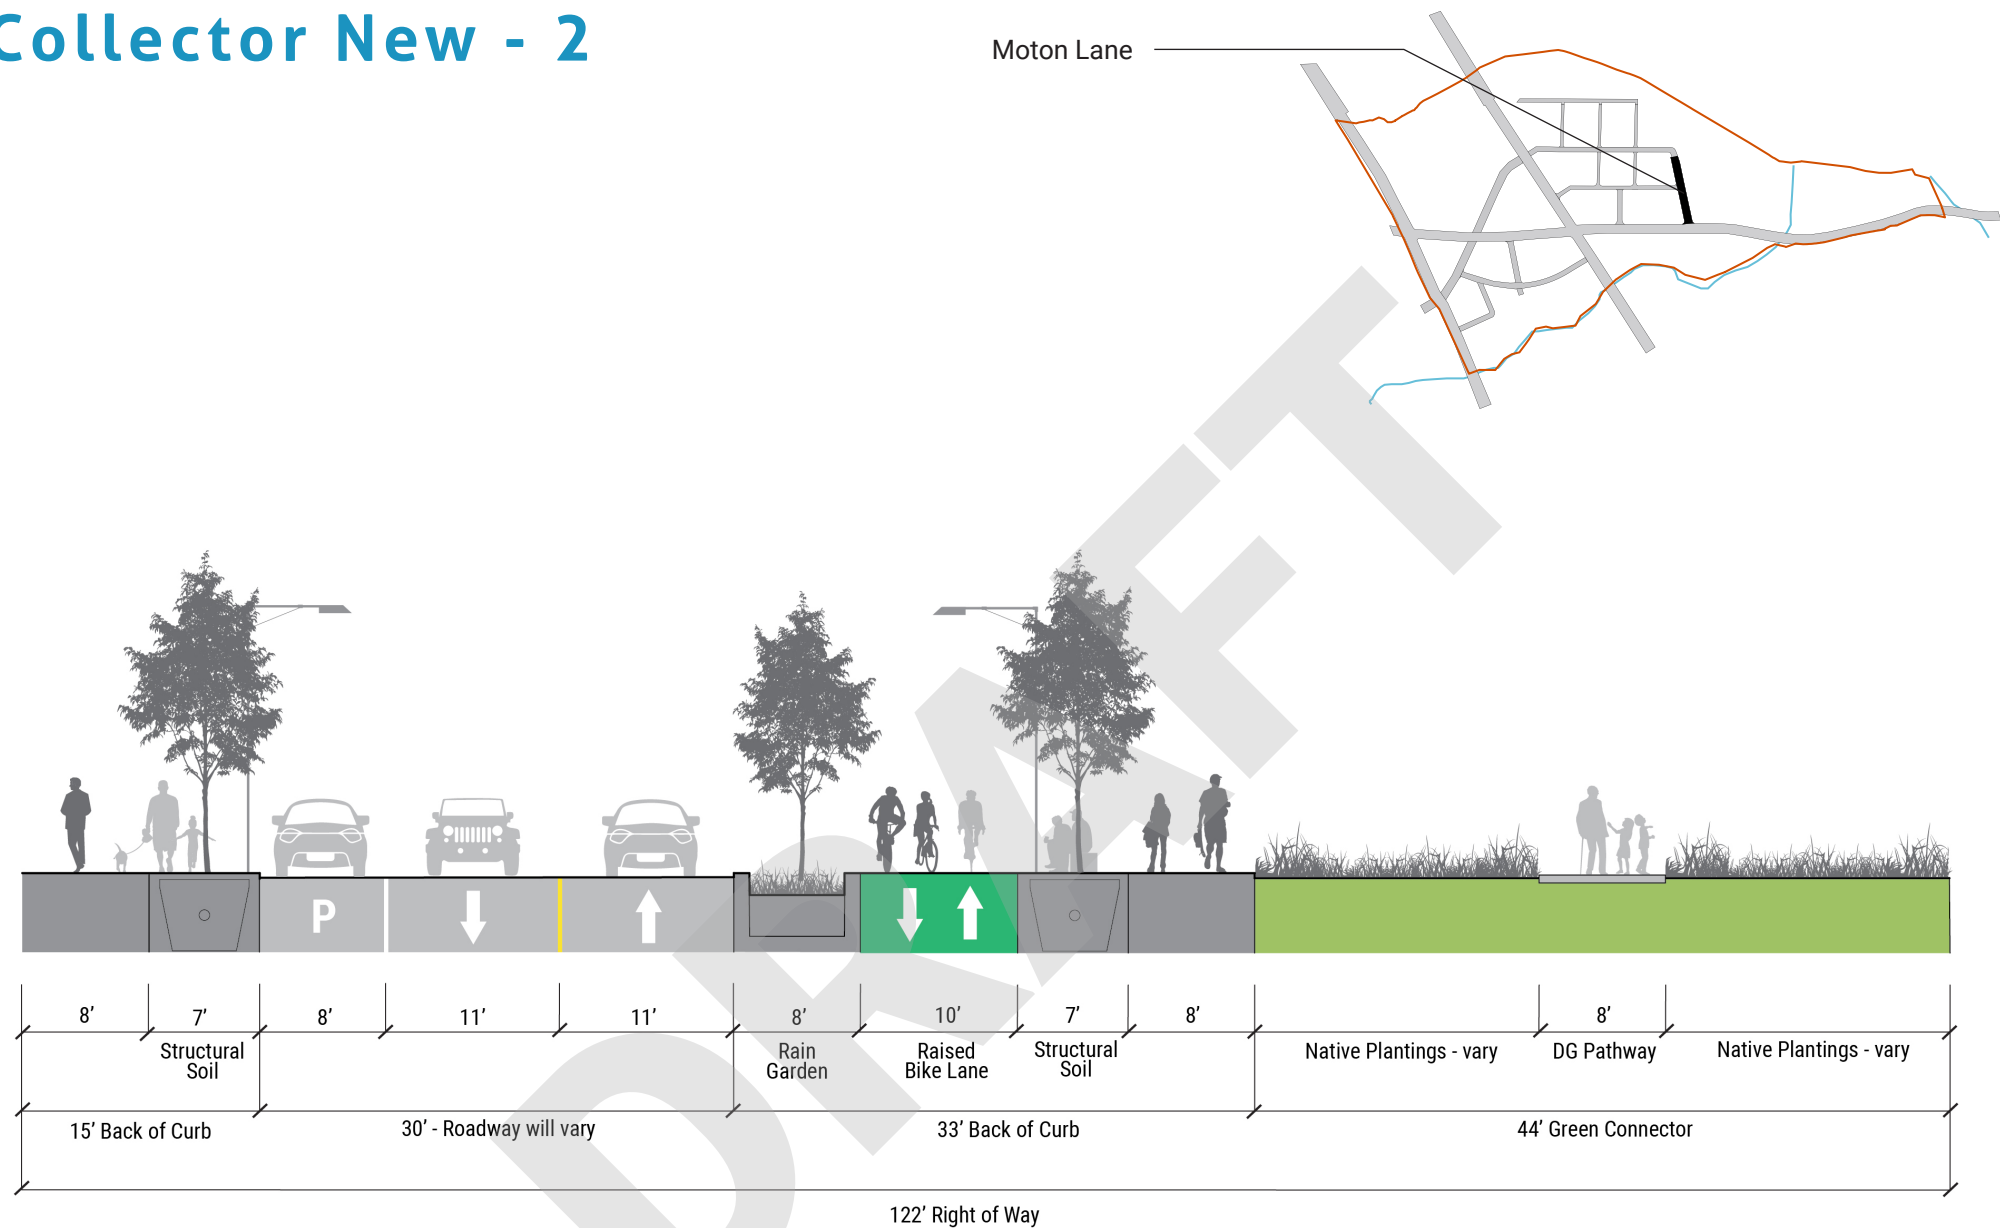 Collector New - 2
Moton Lane
DRAFT
P
8’ 7’ 8’ 11’ 11’ 8’ 10’ 7’ 8’ 8’
Structural Soil
Rain Garden
Raised Bike Lane
Structural Soil
Native Plantings - vary
DG Pathway
Native Plantings - vary
15’ Back of Curb
30’ - Roadway will vary
33’ Back of Curb
44’ Green Connector
122’ Right of Way